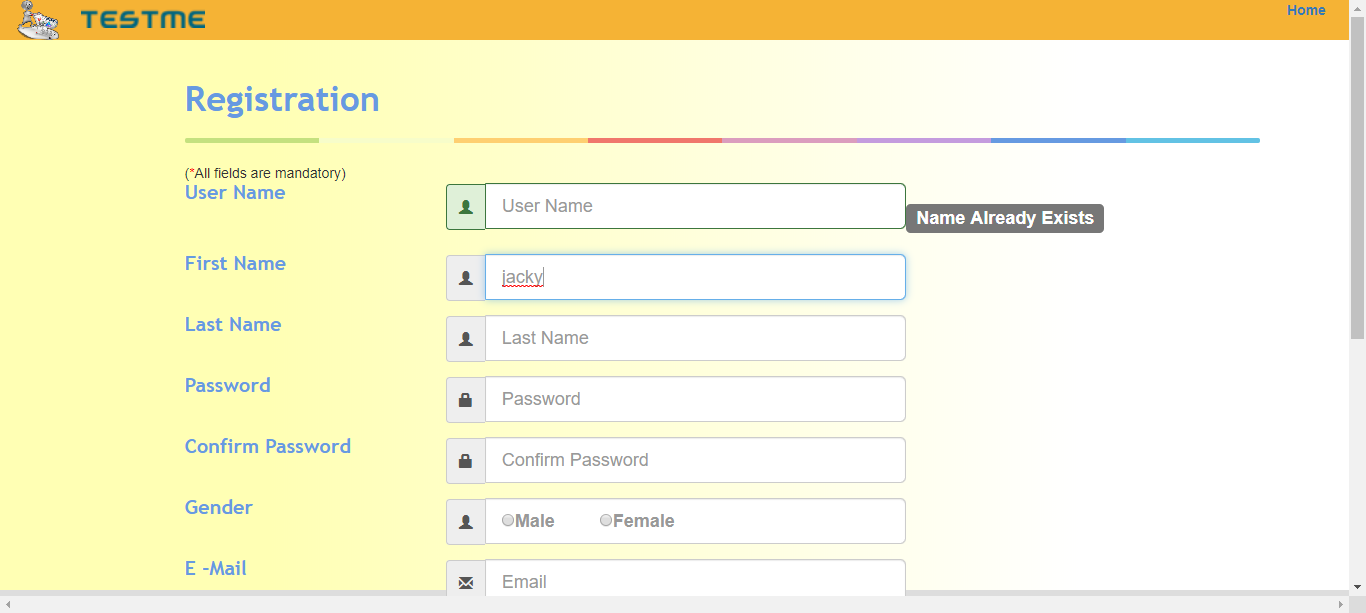 TESTME
Home
Registration
(*All fields are mandatory)
User Name
User Name
Name Already Exists
First Name
jacky
Last Name
Last Name
Password
Password
Confirm Password
Confirm Password
Gender
Male Female
E -Mail
Email